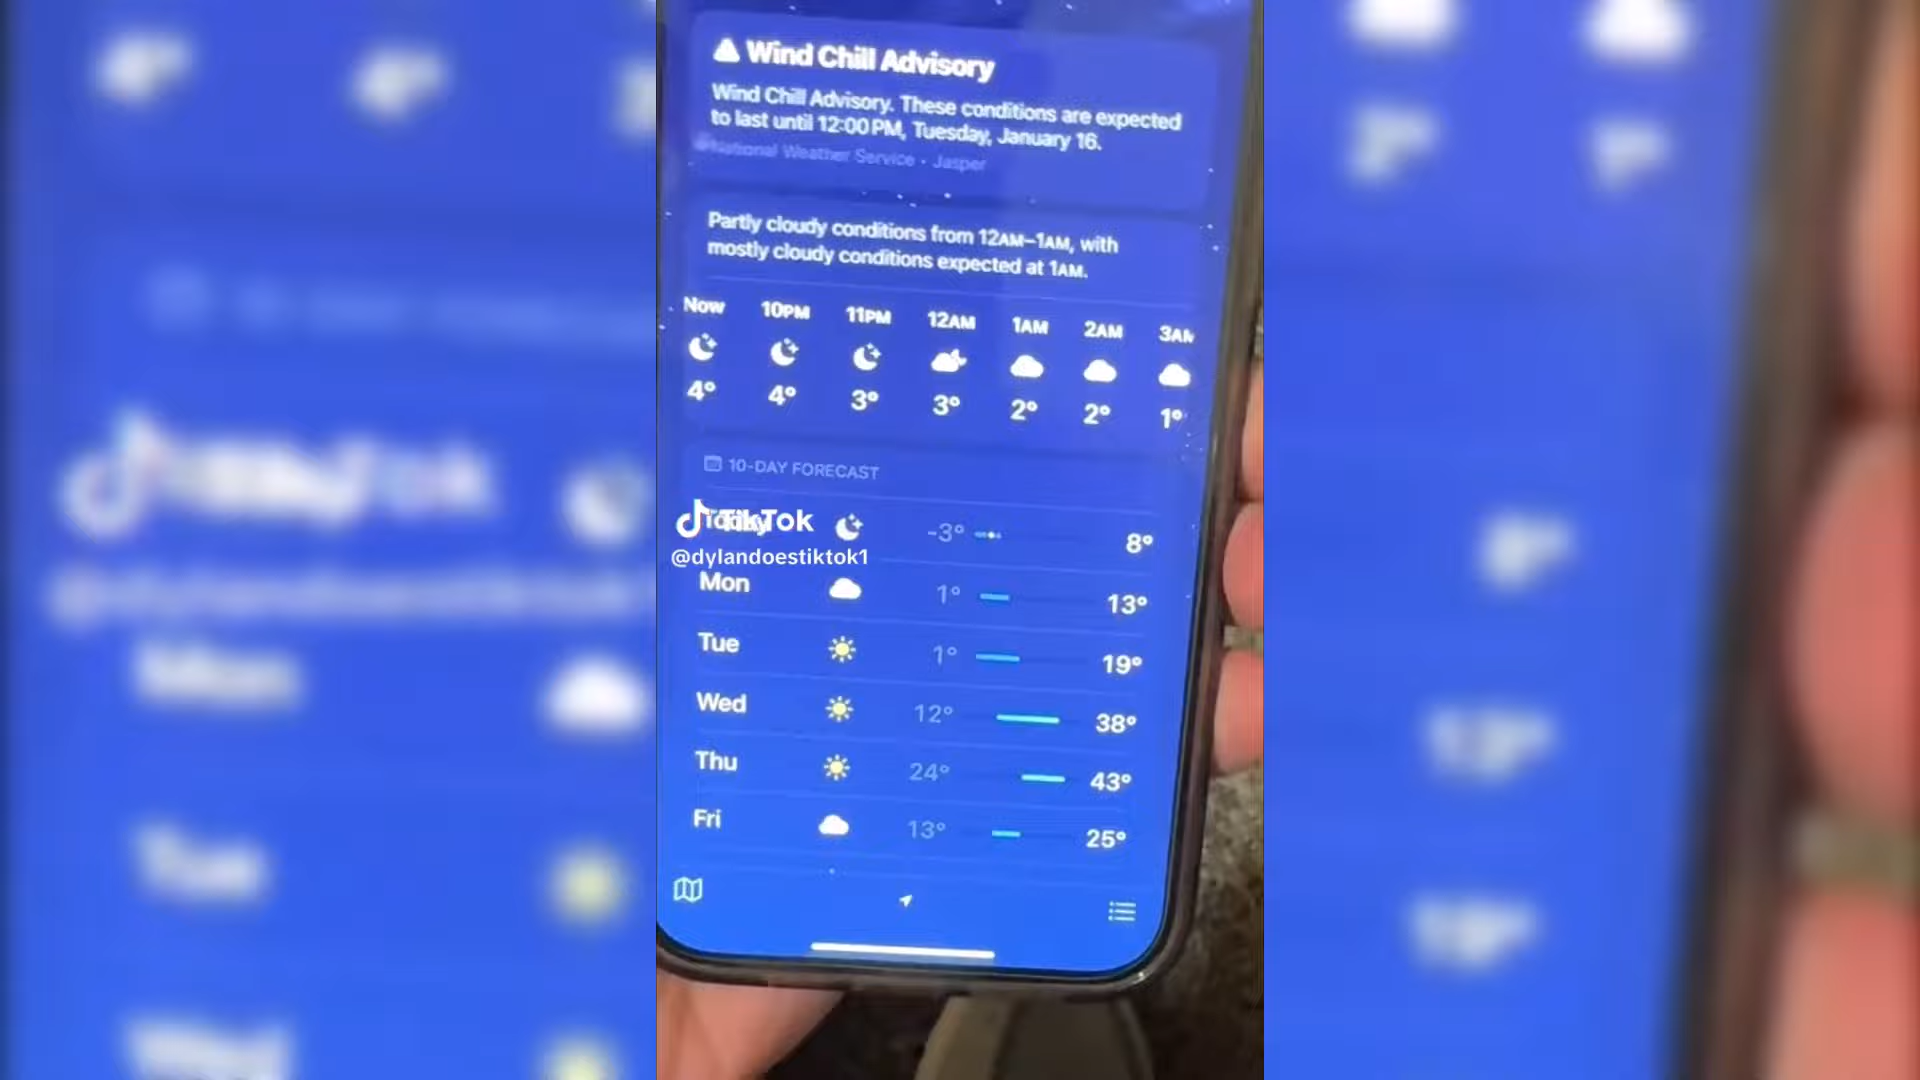 Wind Chill Advisory
Wind Chill Advisory. These conditions are expected
to last until 12:00 PM, Tuesday, January 16.
National Weather Service • Jasper
Partly cloudy conditions from 12AM–1AM, with
mostly cloudy conditions expected at 1AM.
Now 10PM 11PM 12AM 1AM 2AM 3AM
4° 4° 3° 3° 2° 2° 1°
10-DAY FORECAST
Today -3° 8°
TikTok
@dylandoestiktok1
Mon 1° 13°
Tue 1° 19°
Wed 12° 38°
Thu 24° 43°
Fri 13° 25°